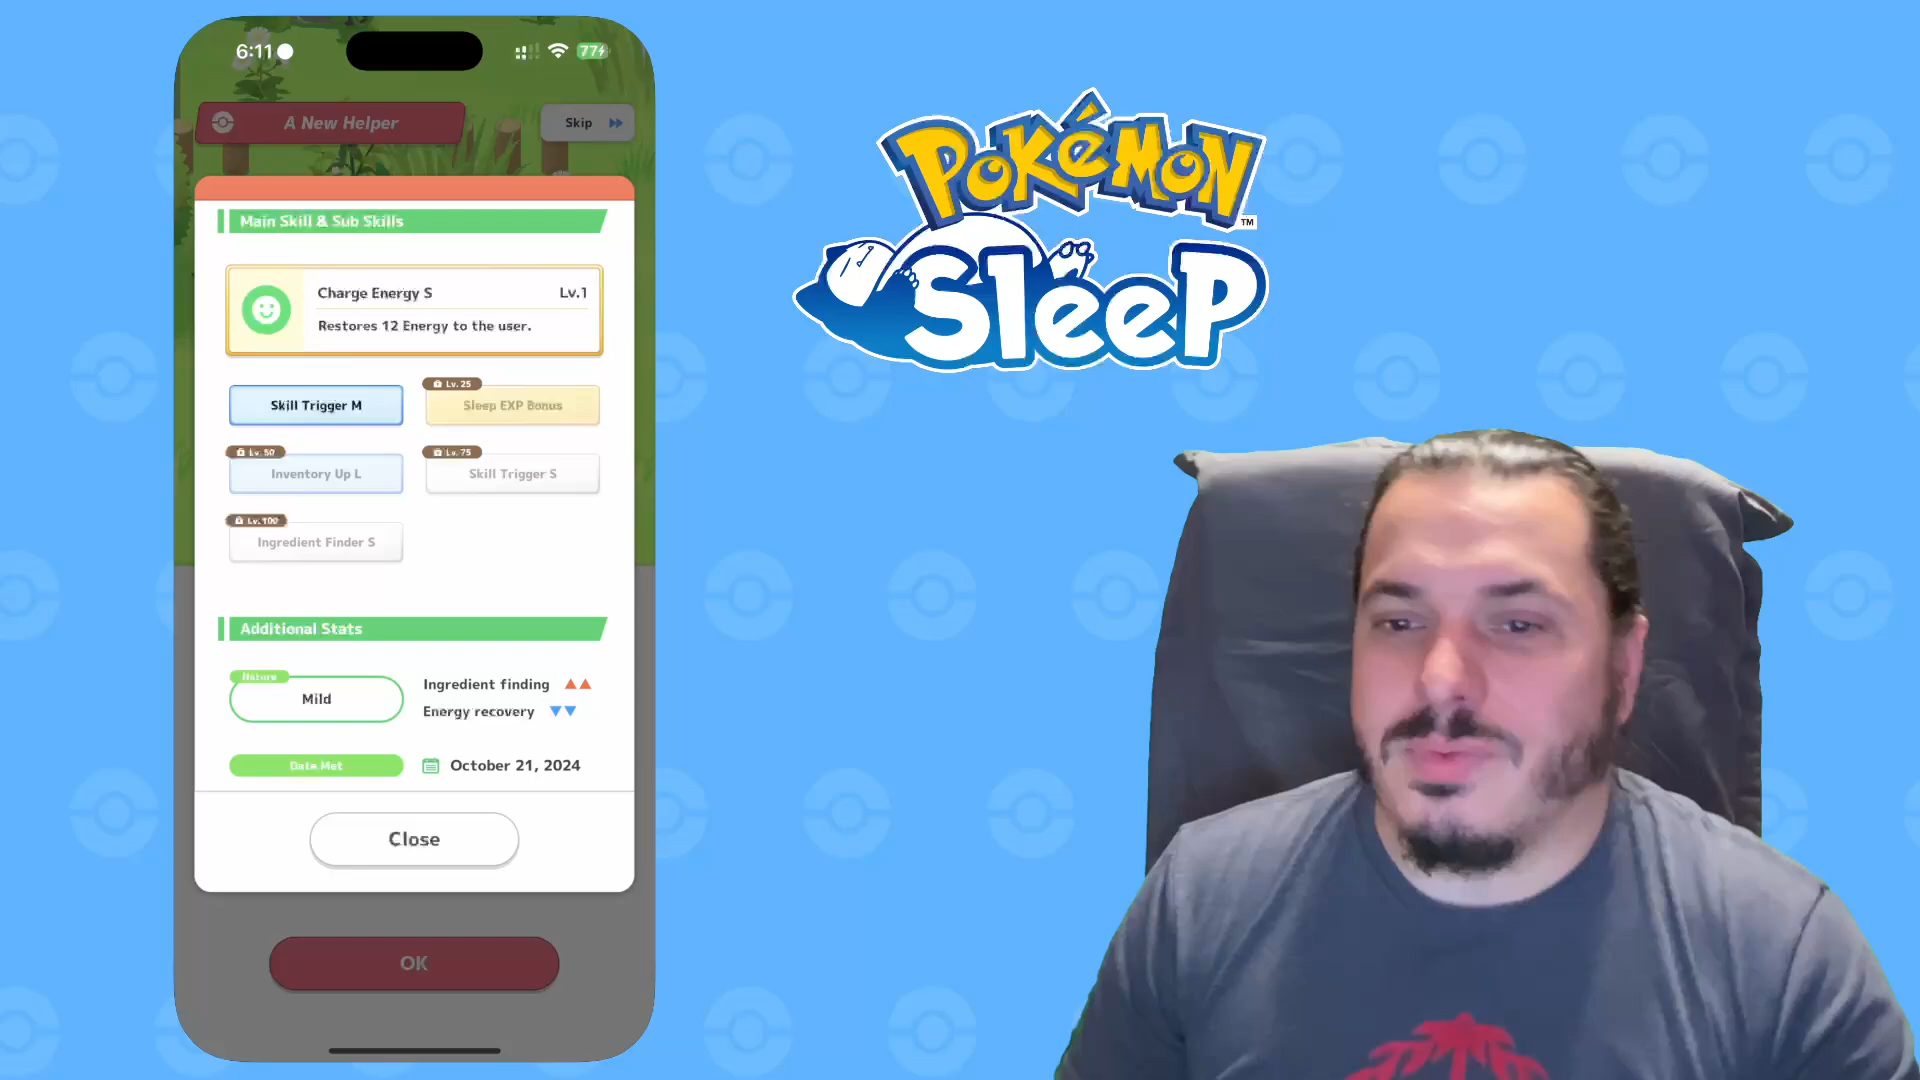 6:11
77
A New Helper
Skip
Main Skill & Sub Skills
Charge Energy S Lv.1
Restores 12 Energy to the user.
Skill Trigger M
Lv.25
Sleep EXP Bonus
Lv.50
Inventory Up L
Lv.75
Skill Trigger S
Lv.100
Ingredient Finder S
Additional Stats
Nature
Mild
Ingredient finding
Energy recovery
Date Met
October 21, 2024
Close
OK
POKéMON
TM
Sleep